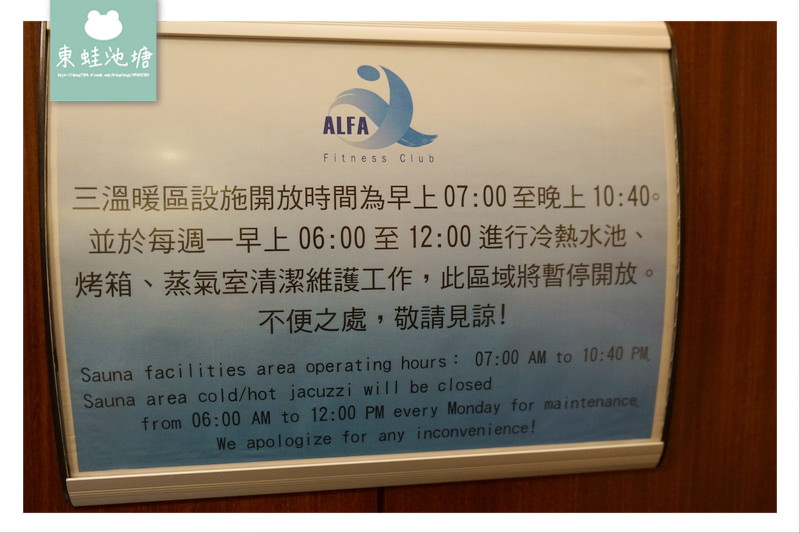 東蛙池塘
ALFA
Fitness Club
三溫暖區設施開放時間為早上 07:00 至晚上 10:40。
並於每週一早上 06:00 至 12:00 進行冷熱水池、
烤箱、蒸氣室清潔維護工作，此區域將暫停開放。
不便之處，敬請見諒!
Sauna facilities area operating hours： 07:00 AM to 10:40 PM.
Sauna area cold/hot jacuzzi will be closed
from 06:00 AM to 12:00 PM every Monday for maintenance.
We apologize for any inconvenience!